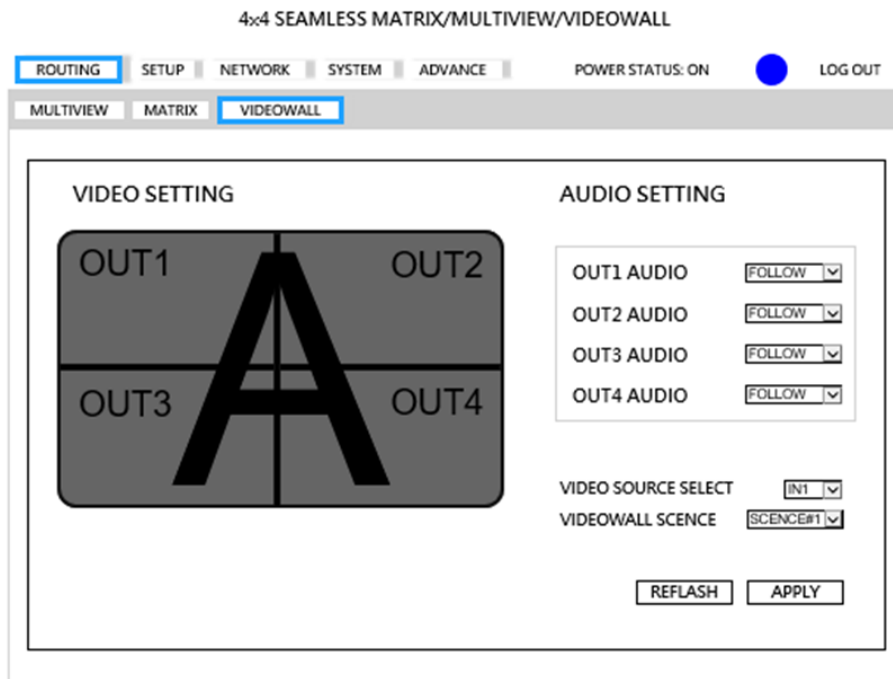 4x4 SEAMLESS MATRIX/MULTIVIEW/VIDEOWALL
ROUTING SETUP NETWORK SYSTEM ADVANCE POWER STATUS: ON LOG OUT
MULTIVIEW MATRIX VIDEOWALL
VIDEO SETTING
OUT1 OUT2
A
OUT3 OUT4
AUDIO SETTING
OUT1 AUDIO FOLLOW
OUT2 AUDIO FOLLOW
OUT3 AUDIO FOLLOW
OUT4 AUDIO FOLLOW
VIDEO SOURCE SELECT IN1
VIDEOWALL SCENCE SCENCE#1
REFLASH APPLY